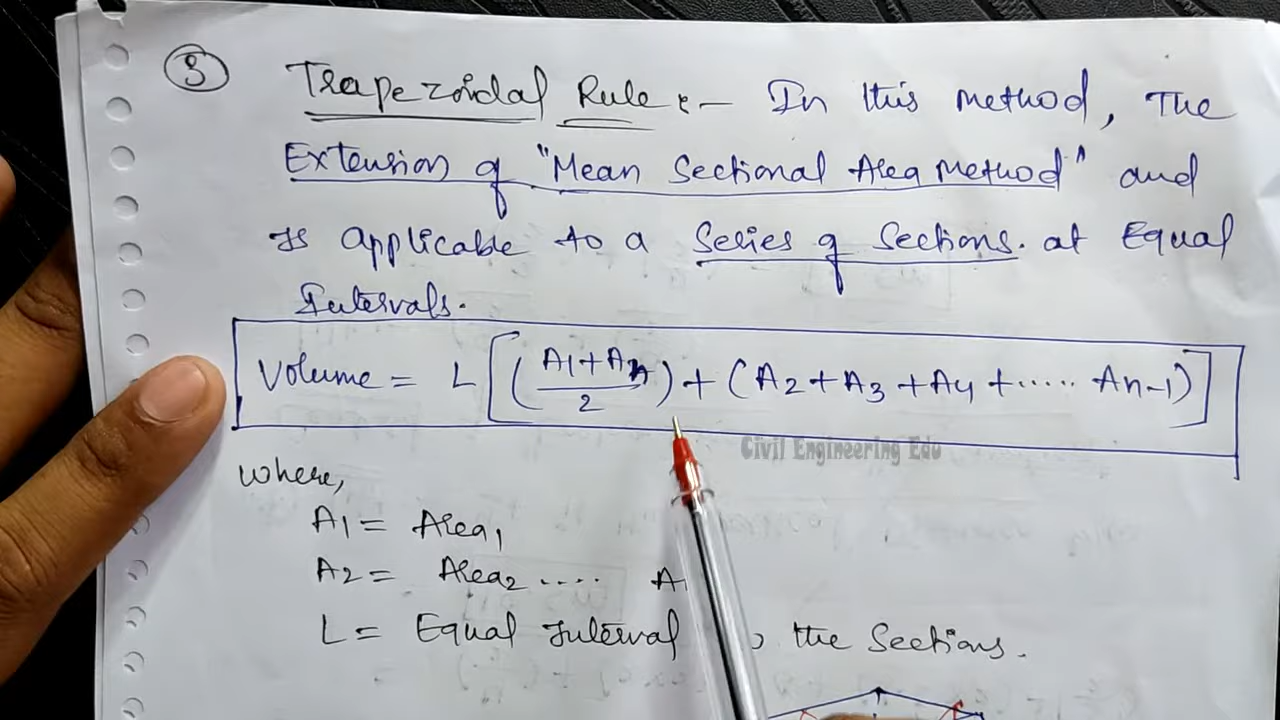 3 Trapezoidal Rule :- In this method, The
Extension of "Mean Sectional Area Method" and
Is applicable to a Series of Sections. at Equal
Intervals.
Volume = L [(A1+An/2) + (A2+A3+A4+...... An-1)]
Civil Engineering Edu
where,
A1 = Area1
A2 = Area2 .... A
L = Equal Interval the Sections.